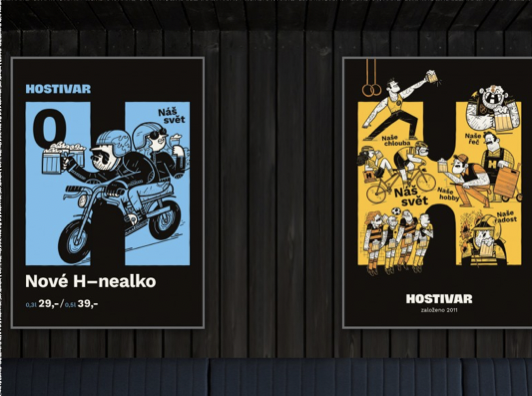 HOSTIVAR
0
Náš
svět
Nové H–nealko
0,3l 29,-/0,5l 39,-
Naše
chlouba
Naše
řeč
Náš
svět
Naše
hobby
Naše
radost
HOSTIVAR
založeno 2011